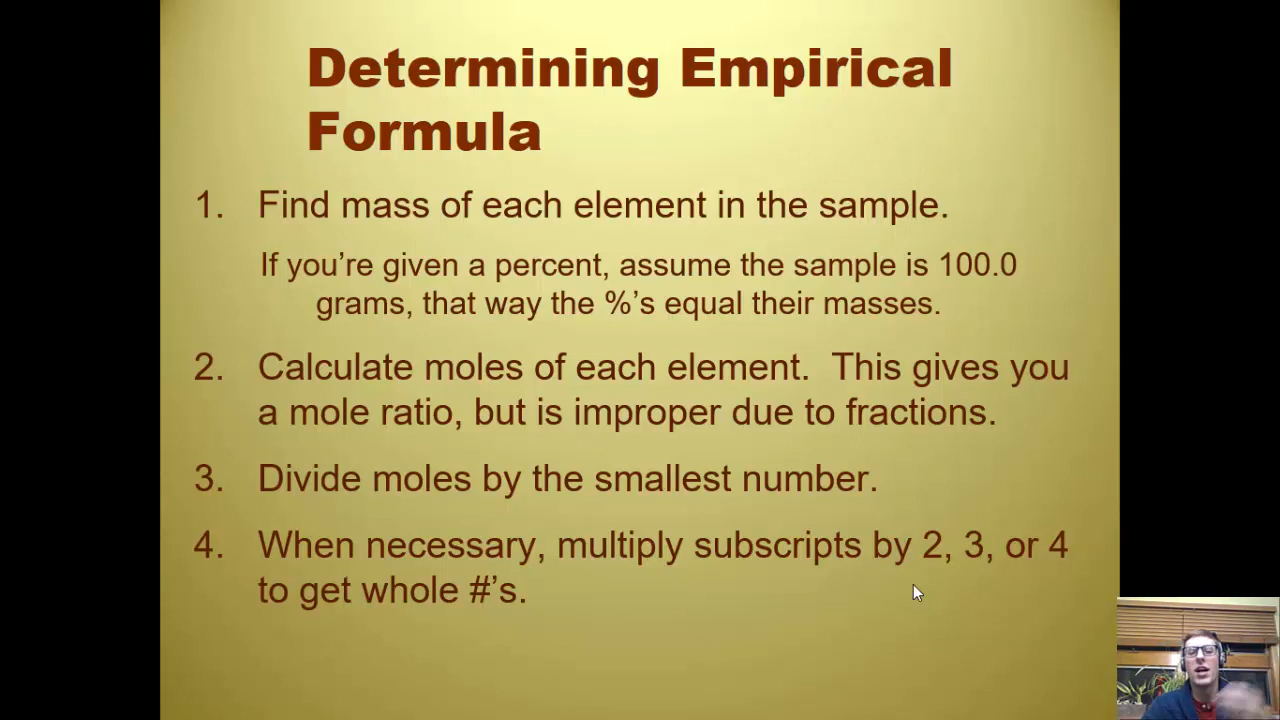 Determining Empirical
Formula
1. Find mass of each element in the sample.
If you’re given a percent, assume the sample is 100.0
grams, that way the %’s equal their masses.
2. Calculate moles of each element. This gives you
a mole ratio, but is improper due to fractions.
3. Divide moles by the smallest number.
4. When necessary, multiply subscripts by 2, 3, or 4
to get whole #’s.